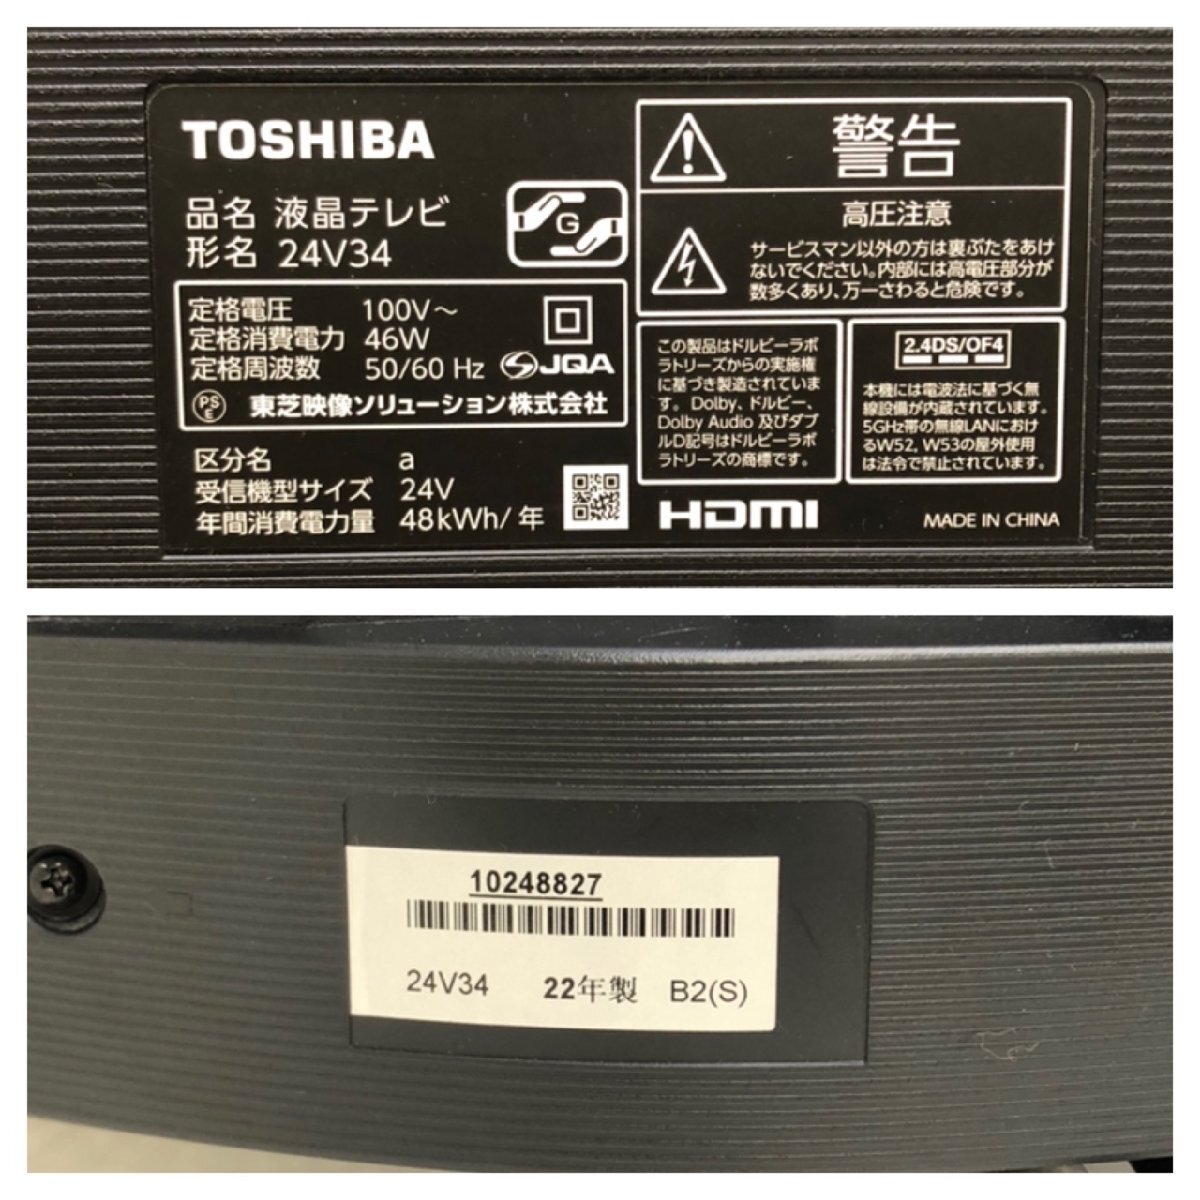 TOSHIBA
品名 液晶テレビ
形名 24V34
G
定格電圧 100V～
定格消費電力 46W
定格周波数 50/60 Hz
JQA
PS
E
東芝映像ソリューション株式会社
区分名 a
受信機型サイズ 24V
年間消費電力量 48kWh/年
警告
高圧注意
サービスマン以外の方は裏ぶたをあけ
ないでください。内部には高電圧部分が
数多くあり、万一さわると危険です。
この製品はドルビーラボ
ラトリーズからの実施権
に基づき製造されていま
す。Dolby、ドルビー、
Dolby Audio 及びダブ
ルD記号はドルビーラボ
ラトリーズの商標です。
2.4DS/OF4
本機には電波法に基づく無
線設備が内蔵されています。
5GHz帯の無線LANにおけ
るW52, W53の屋外使用
は法令で禁止されています。
HDMI
MADE IN CHINA
10248827
24V34 22年製 B2(S)